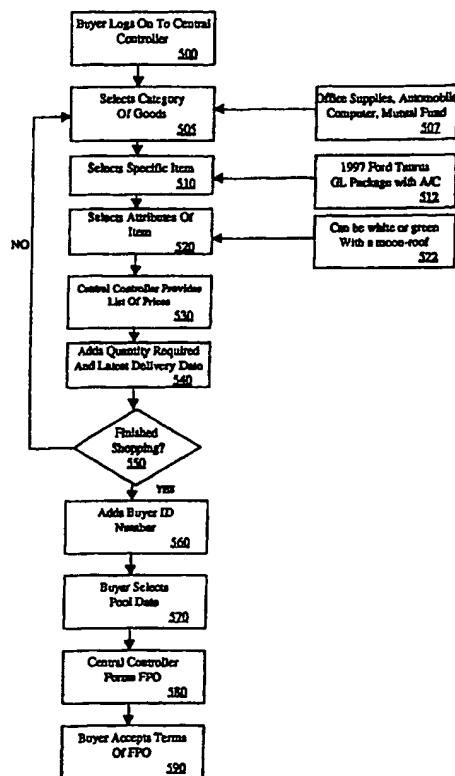 Buyer Logs On To Central
Controller
500
Selects Category
Of Goods
505
Office Supplies, Automobile
Computer, Mutual Fund
507
Selects Specific Item
510
1997 Ford Taurus
GL Package with A/C
512
NO
Selects Attributes Of
Item
520
Can be white or green
With a moon-roof
522
Central Controller Provides
List Of Prices
530
Adds Quantity Required
And Latest Delivery Date
540
Finished
Shopping?
550
YES
Adds Buyer ID
Number
560
Buyer Selects
Pool Date
570
Central Controller
Forms FPO
580
Buyer Accepts Terms
Of FPO
590